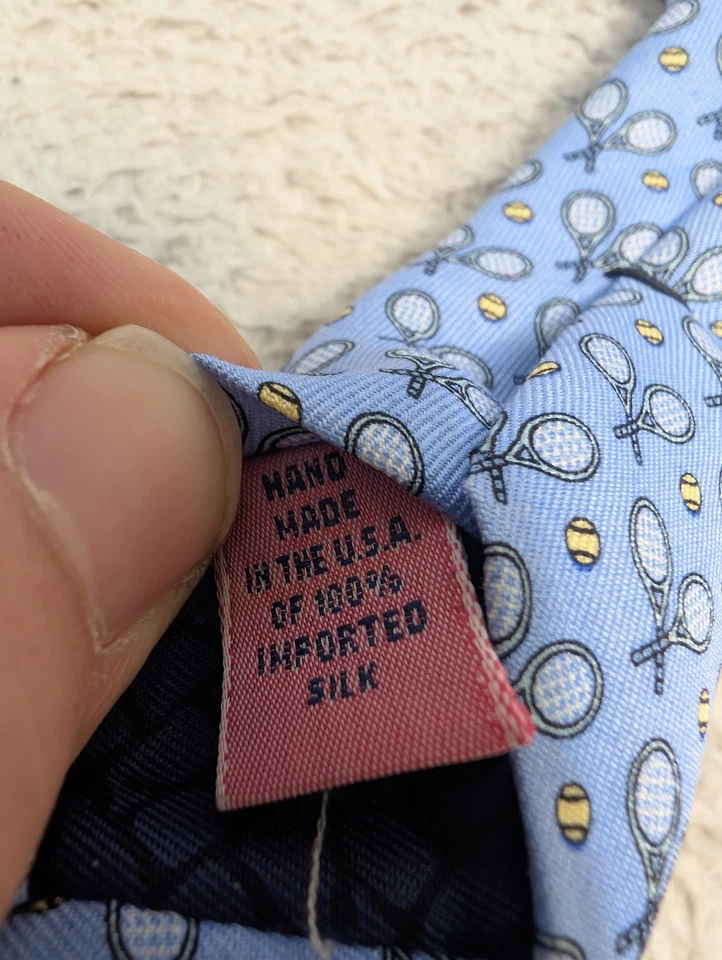 HAND
MADE
IN THE U.S.A.
OF 100%
IMPORTED
SILK